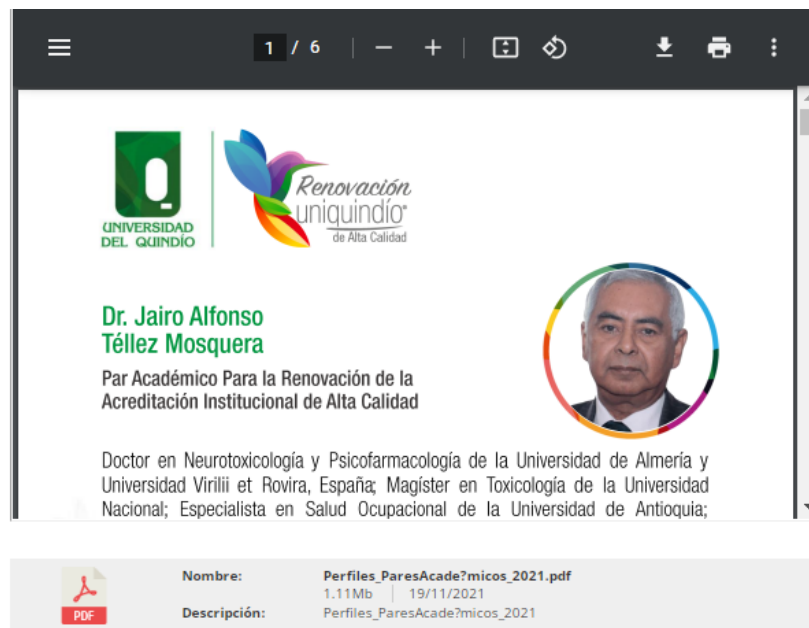 1 / 6
UNIVERSIDAD
DEL QUINDÍO
Renovación
uniquindío
de Alta Calidad
Dr. Jairo Alfonso
Téllez Mosquera
Par Académico Para la Renovación de la
Acreditación Institucional de Alta Calidad
Doctor en Neurotoxicología y Psicofarmacología de la Universidad de Almería y
Universidad Virilii et Rovira, España; Magíster en Toxicología de la Universidad
Nacional; Especialista en Salud Ocupacional de la Universidad de Antioquia;
PDF
Nombre: Perfiles_ParesAcade?micos_2021.pdf
1.11Mb 19/11/2021
Descripción: Perfiles_ParesAcade?micos_2021